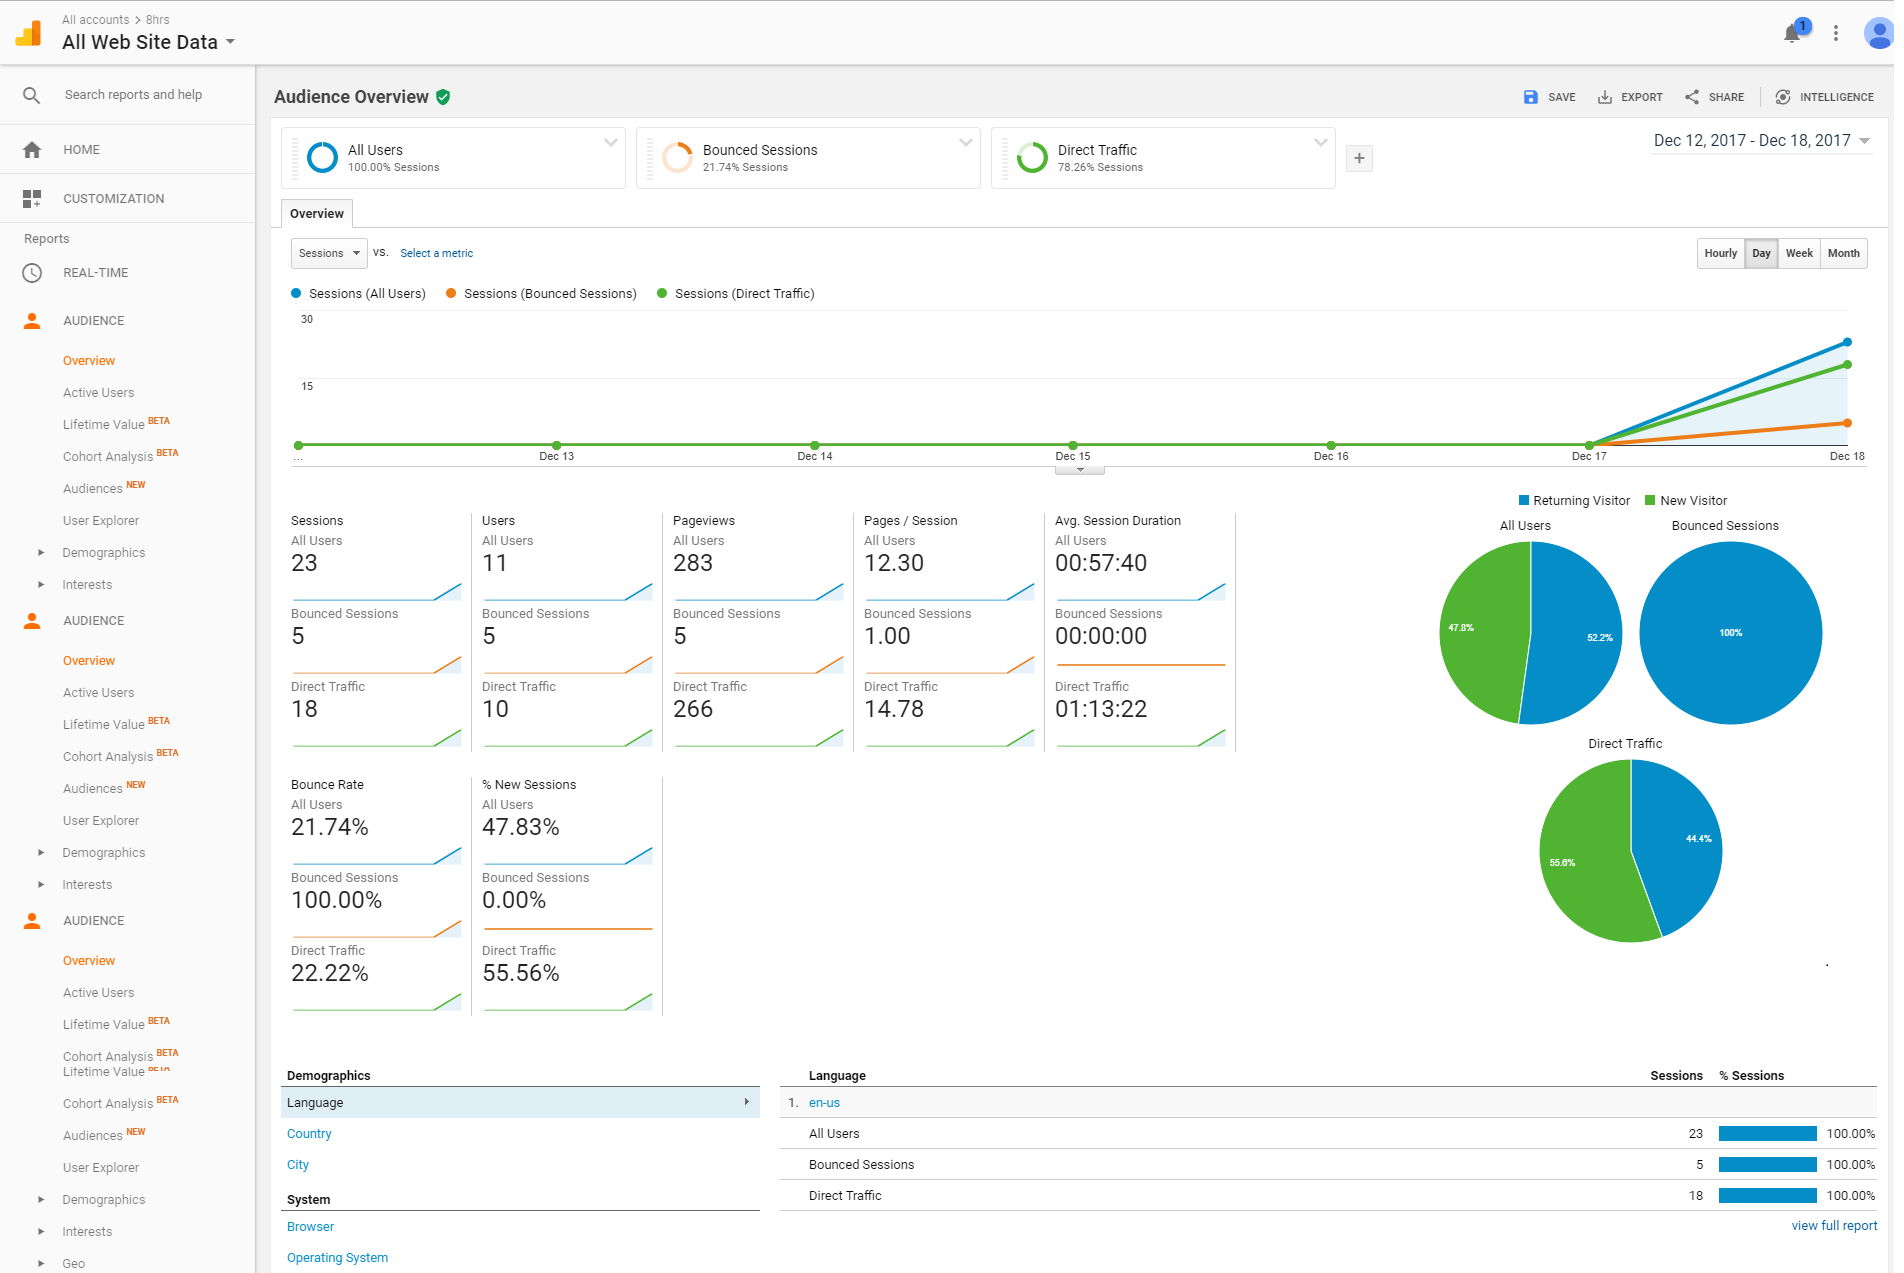 All accounts > 8hrs
All Web Site Data
1
Search reports and help
HOME
CUSTOMIZATION
Reports
REAL-TIME
AUDIENCE
Overview
Active Users
Lifetime Value BETA
Cohort Analysis BETA
Audiences NEW
User Explorer
Demographics
Interests
AUDIENCE
Overview
Active Users
Lifetime Value BETA
Cohort Analysis BETA
Audiences NEW
User Explorer
Demographics
Interests
AUDIENCE
Overview
Active Users
Lifetime Value BETA
Cohort Analysis BETA
Lifetime Value BETA
Cohort Analysis BETA
Audiences NEW
User Explorer
Demographics
Interests
Geo
Audience Overview
SAVE EXPORT SHARE INTELLIGENCE
All Users
100.00% Sessions
Bounced Sessions
21.74% Sessions
Direct Traffic
78.26% Sessions
+
Dec 12, 2017 - Dec 18, 2017
Overview
Sessions vs. Select a metric
Hourly Day Week Month
Sessions (All Users) Sessions (Bounced Sessions) Sessions (Direct Traffic)
30
15
... Dec 13 Dec 14 Dec 15 Dec 16 Dec 17 Dec 18
Sessions
All Users
23
Bounced Sessions
5
Direct Traffic
18
Users
All Users
11
Bounced Sessions
5
Direct Traffic
10
Pageviews
All Users
283
Bounced Sessions
5
Direct Traffic
266
Pages / Session
All Users
12.30
Bounced Sessions
1.00
Direct Traffic
14.78
Avg. Session Duration
All Users
00:57:40
Bounced Sessions
00:00:00
Direct Traffic
01:13:22
Bounce Rate
All Users
21.74%
Bounced Sessions
100.00%
Direct Traffic
22.22%
% New Sessions
All Users
47.83%
Bounced Sessions
0.00%
Direct Traffic
55.56%
Returning Visitor New Visitor
All Users
47.8%
52.2%
Bounced Sessions
100%
Direct Traffic
44.4%
55.6%
Demographics
Language
Country
City
System
Browser
Operating System
Language Sessions % Sessions
1. en-us
All Users 23 100.00%
Bounced Sessions 5 100.00%
Direct Traffic 18 100.00%
view full report